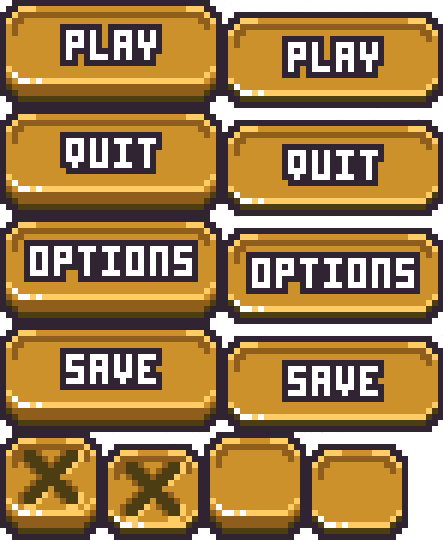 PLAY PLAY
QUIT QUIT
OPTIONS OPTIONS
SAVE SAVE
X X